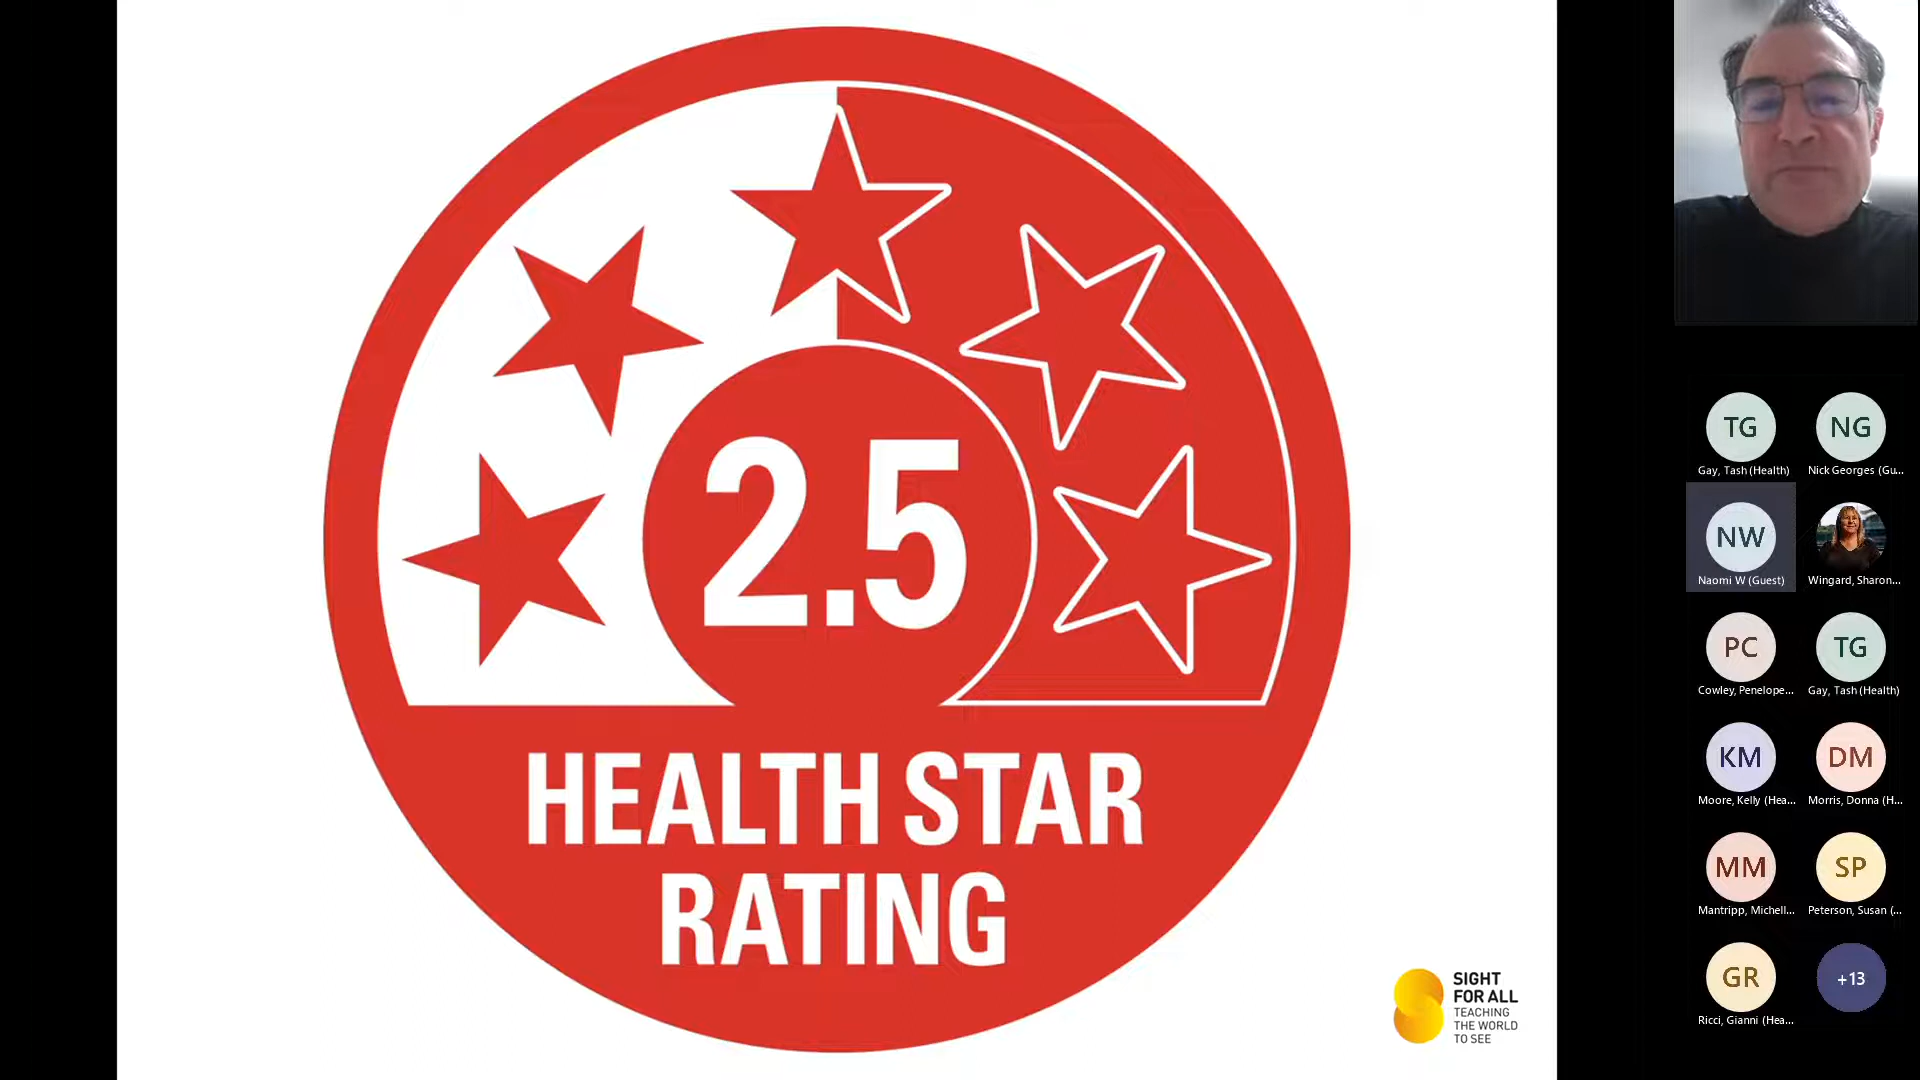 2.5
HEALTH STAR
RATING
SIGHT
FOR ALL
TEACHING
THE WORLD
TO SEE
TG
Gay, Tash (Health)
NG
Nick Georges (Gu...
NW
Naomi W (Guest)
Wingard, Sharon...
PC
Cowley, Penelope...
TG
Gay, Tash (Health)
KM
Moore, Kelly (Hea...
DM
Morris, Donna (H...
MM
Mantripp, Michell...
SP
Peterson, Susan (...
GR
Ricci, Gianni (Hea...
+13